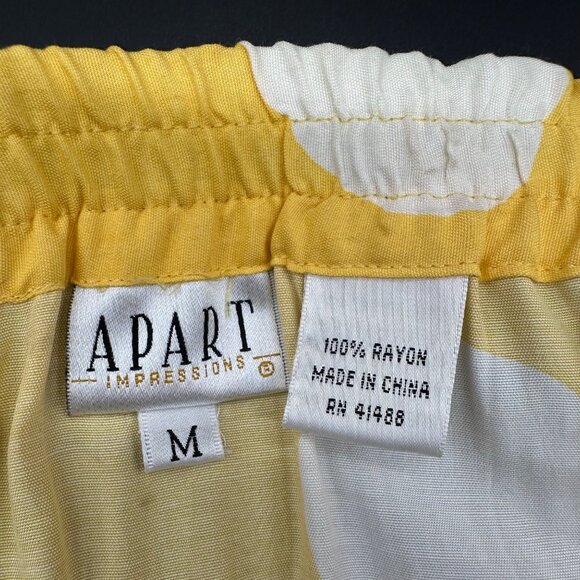 APART
IMPRESSIONS ®
M
100% RAYON
MADE IN CHINA
RN 41488